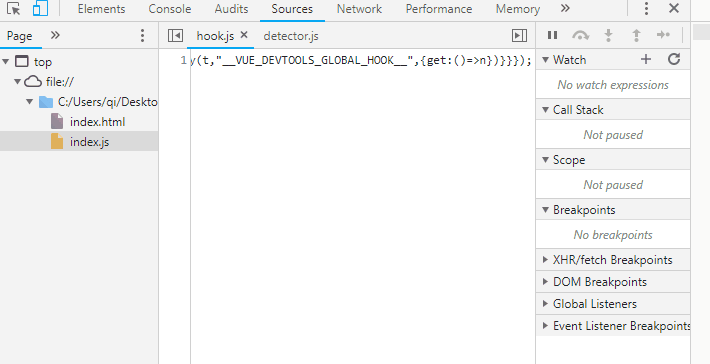 Elements Console Audits Sources Network Performance Memory »
Page »
hook.js × detector.js
top
file://
C:/Users/qi/Deskto
index.html
index.js
1 y(t,"__VUE_DEVTOOLS_GLOBAL_HOOK__",{get:()=>n})}}});
Watch
No watch expressions
Call Stack
Not paused
Scope
Not paused
Breakpoints
No breakpoints
XHR/fetch Breakpoints
DOM Breakpoints
Global Listeners
Event Listener Breakpoints